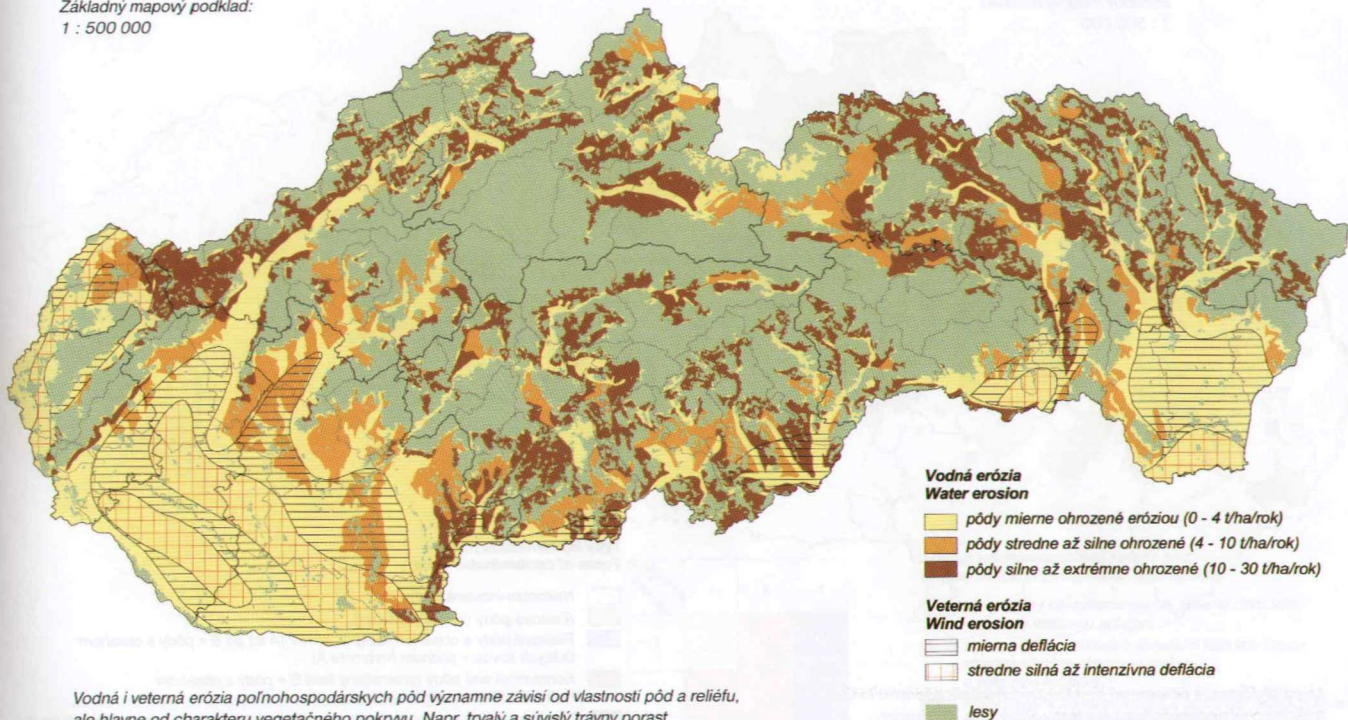 Základný mapový podklad:
1 : 500 000
Vodná erózia
Water erosion
pôdy mierne ohrozené eróziou (0 - 4 t/ha/rok)
pôdy stredne až silne ohrozené (4 - 10 t/ha/rok)
pôdy silne až extrémne ohrozené (10 - 30 t/ha/rok)
Veterná erózia
Wind erosion
mierna deflácia
stredne silná až intenzívna deflácia
lesy
Vodná i veterná erózia poľnohospodárskych pôd významne závisí od vlastností pôd a reliéfu,
ale hlavne od charakteru vegetačného pokryvu. Napr. trvalý a súvislý trávny porast